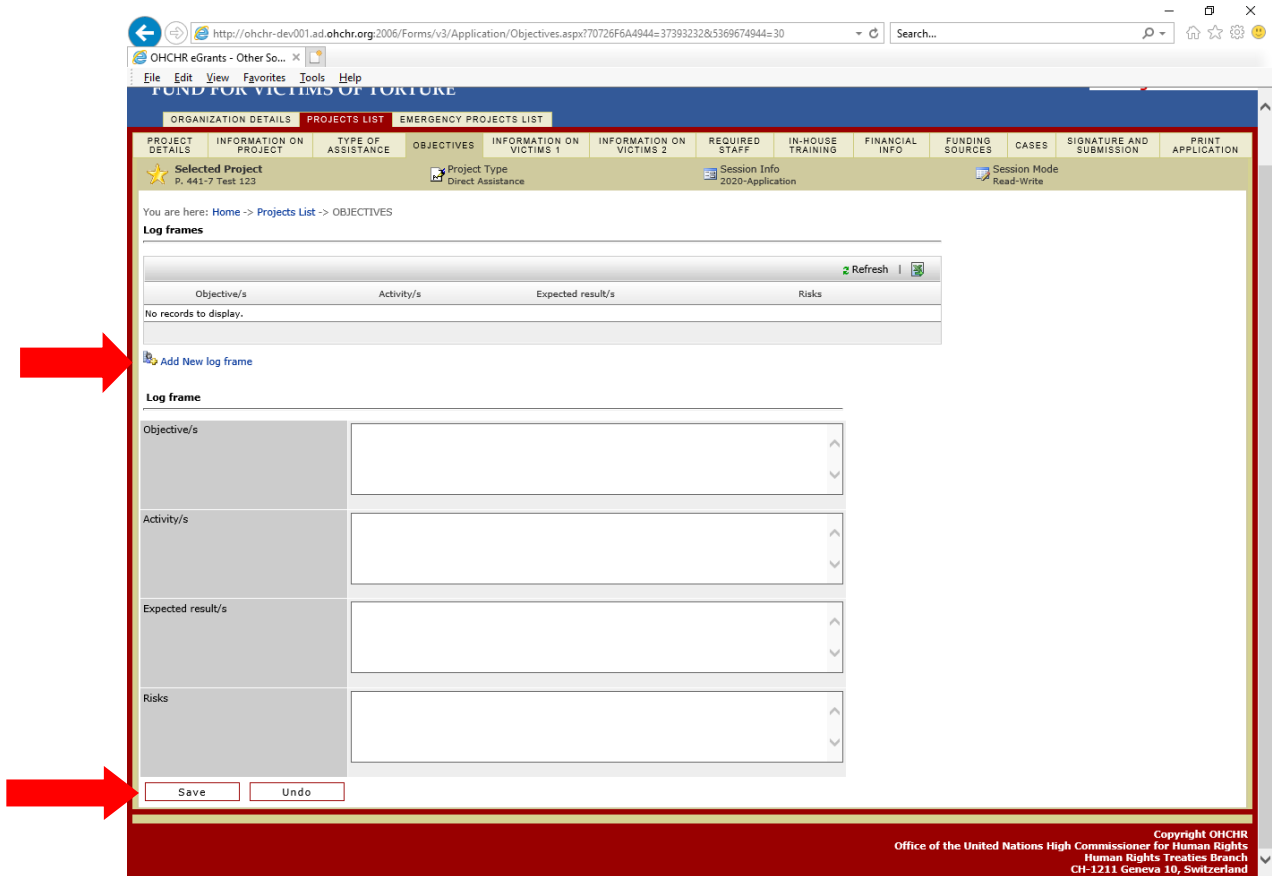 http://ohchr-dev001.ad.ohchr.org:2006/Forms/v3/Application/Objectives.aspx?70726F6A4944=37393232&5369674944=30
Search...
OHCHR eGrants - Other So...
File Edit View Favorites Tools Help
FUND FOR VICTIMS OF TORTURE
ORGANIZATION DETAILS PROJECTS LIST EMERGENCY PROJECTS LIST
PROJECT DETAILS
INFORMATION ON PROJECT
TYPE OF ASSISTANCE
OBJECTIVES
INFORMATION ON VICTIMS 1
INFORMATION ON VICTIMS 2
REQUIRED STAFF
IN-HOUSE TRAINING
FINANCIAL INFO
FUNDING SOURCES
CASES
SIGNATURE AND SUBMISSION
PRINT APPLICATION
Selected Project
P. 441-7 Test 123
Project Type
Direct Assistance
Session Info
2020-Application
Session Mode
Read-Write
You are here: Home -> Projects List -> OBJECTIVES
Log frames
Refresh |
Objective/s Activity/s Expected result/s Risks
No records to display.
Add New log frame
Log frame
Objective/s
Activity/s
Expected result/s
Risks
Save Undo
Copyright OHCHR
Office of the United Nations High Commissioner for Human Rights
Human Rights Treaties Branch
CH-1211 Geneva 10, Switzerland